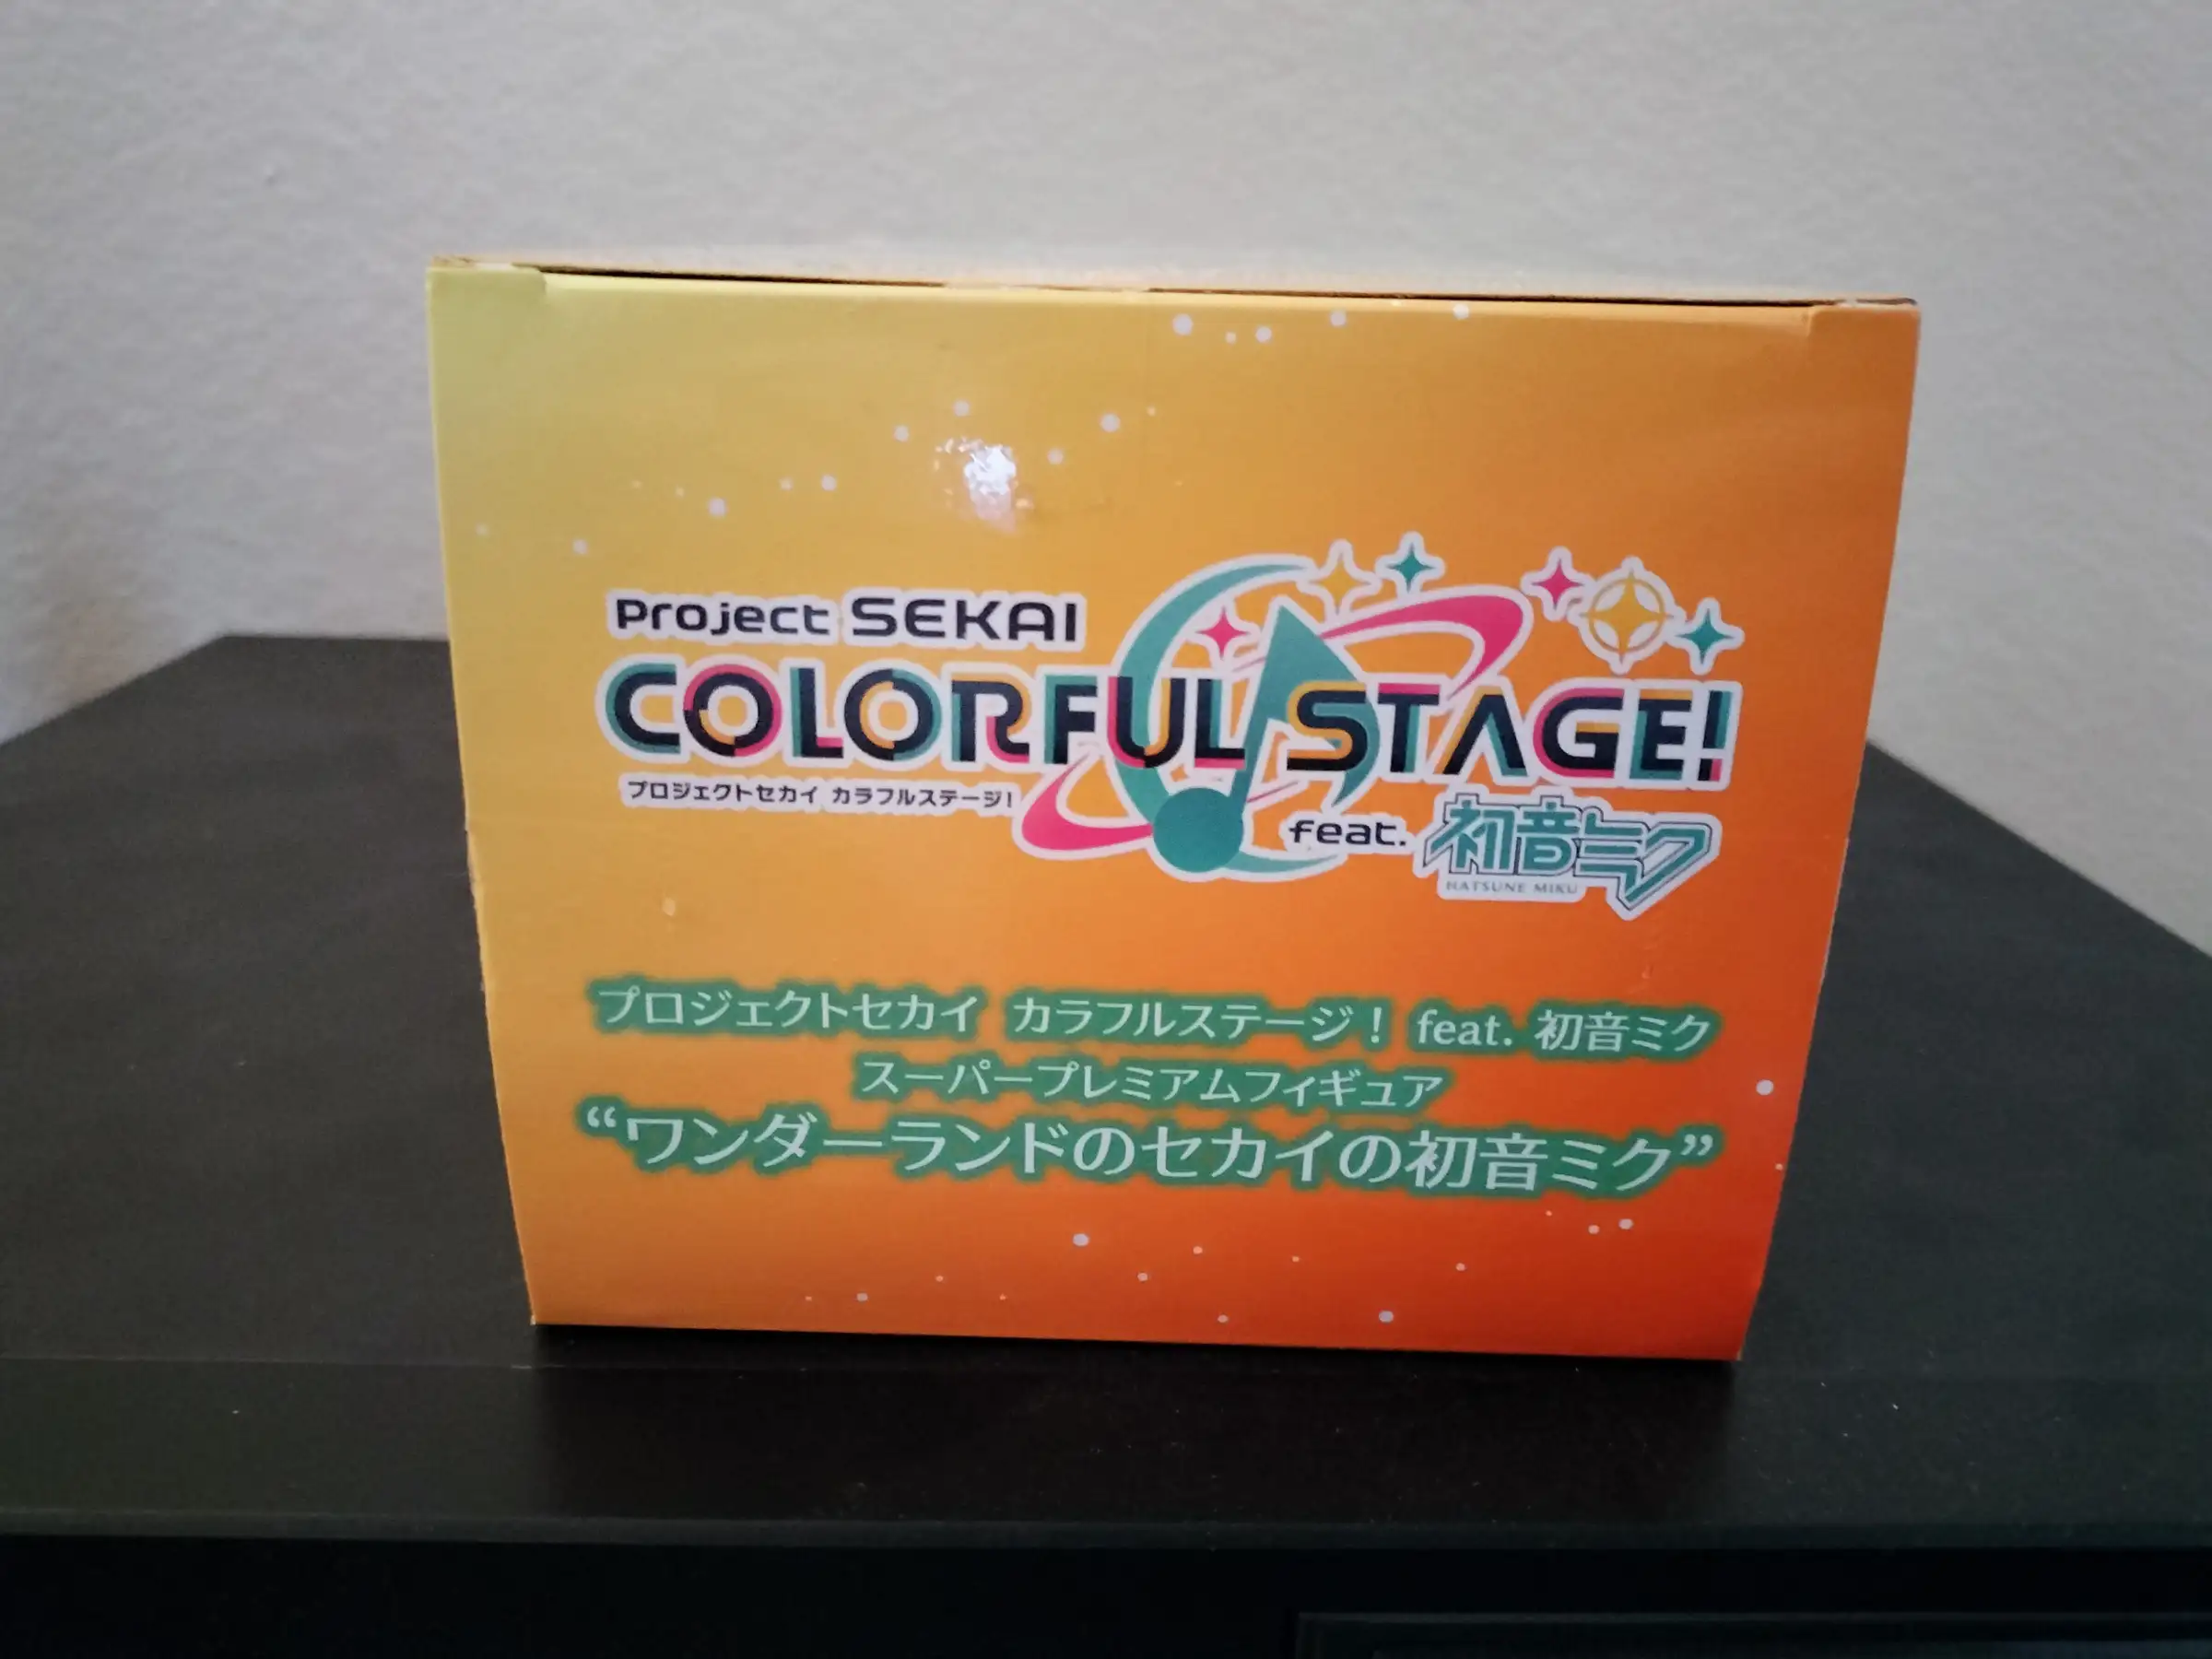 Project SEKAI
COLORFUL STAGE!
プロジェクトセカイ カラフルステージ!
feat. 初音ミク
HATSUNE MIKU
プロジェクトセカイ カラフルステージ! feat. 初音ミク
スーパープレミアムフィギュア
“ワンダーランドのセカイの初音ミク”